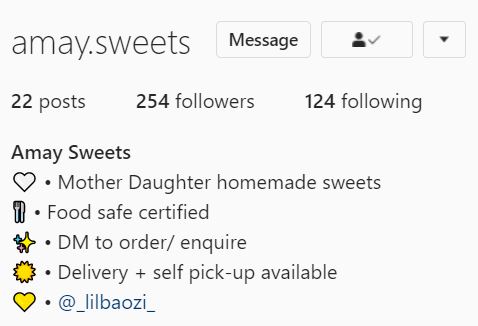 amay.sweets Message
22 posts 254 followers 124 following
Amay Sweets
🤍 • Mother Daughter homemade sweets
🍴 • Food safe certified
✨ • DM to order/ enquire
• Delivery + self pick-up available
💛 • @_lilbaozi_